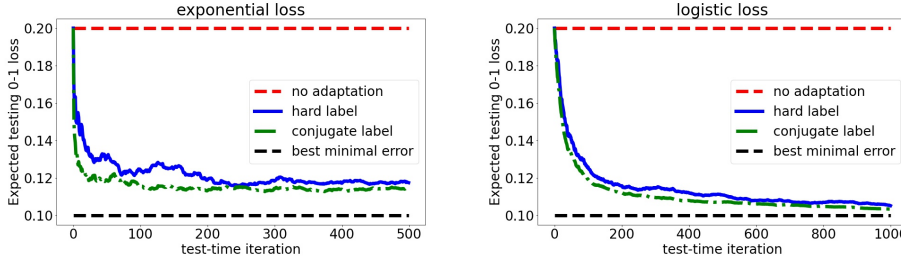 exponential loss
Expected testing 0-1 loss
0.20
0.18
0.16
0.14
0.12
0.10
no adaptation
hard label
conjugate label
best minimal error
0 100 200 300 400 500
test-time iteration
logistic loss
Expected testing 0-1 loss
0.20
0.18
0.16
0.14
0.12
0.10
no adaptation
hard label
conjugate label
best minimal error
0 200 400 600 800 1000
test-time iteration